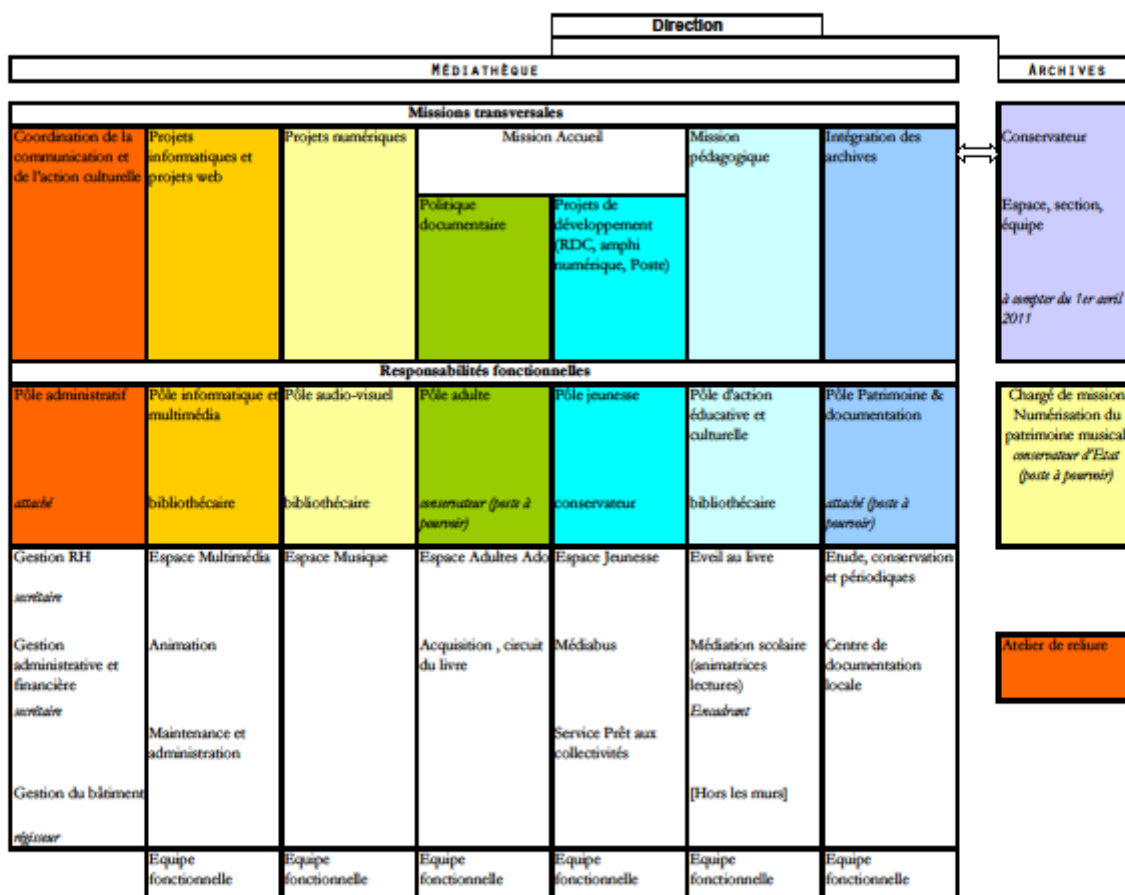 Direction
MÉDIATHÈQUE
ARCHIVES
Missions transversales
Coordination de la
communication et
de l'action culturelle
Projets
informatiques et
projets web
Projets numériques
Mission Accueil
Politique
documentaire
Projets de
développement
(RDC, amphi
numérique, Poste)
Mission
pédagogique
Intégration des
archives
Conservateur
Espace, section,
équipe
à compter du 1er avril
2011
Responsabilités fonctionnelles
Pôle administratif
attaché
Pôle informatique et
multimédia
bibliothécaire
Pôle audio-visuel
bibliothécaire
Pôle adulte
conservateur (poste à
pourvoir)
Pôle jeunesse
conservateur
Pôle d'action
éducative et
culturelle
bibliothécaire
Pôle Patrimoine &
documentation
attaché (poste à
pourvoir)
Chargé de mission
Numérisation du
patrimoine musical
conservateur d'Etat
(poste à pourvoir)
Gestion RH
secrétaire
Gestion
administrative et
financière
secrétaire
Gestion du bâtiment
régisseur
Espace Multimédia
Animation
Maintenance et
administration
Espace Musique
Espace Adultes Ado
Acquisition , circuit
du livre
Espace Jeunesse
Médiabus
Service Prêt aux
collectivités
Eveil au livre
Médiation scolaire
(animatrices
lectures)
Encadrant
[Hors les murs]
Etude, conservation
et périodiques
Centre de
documentation
locale
Atelier de reliure
Equipe
fonctionnelle
Equipe
fonctionnelle
Equipe
fonctionnelle
Equipe
fonctionnelle
Equipe
fonctionnelle
Equipe
fonctionnelle